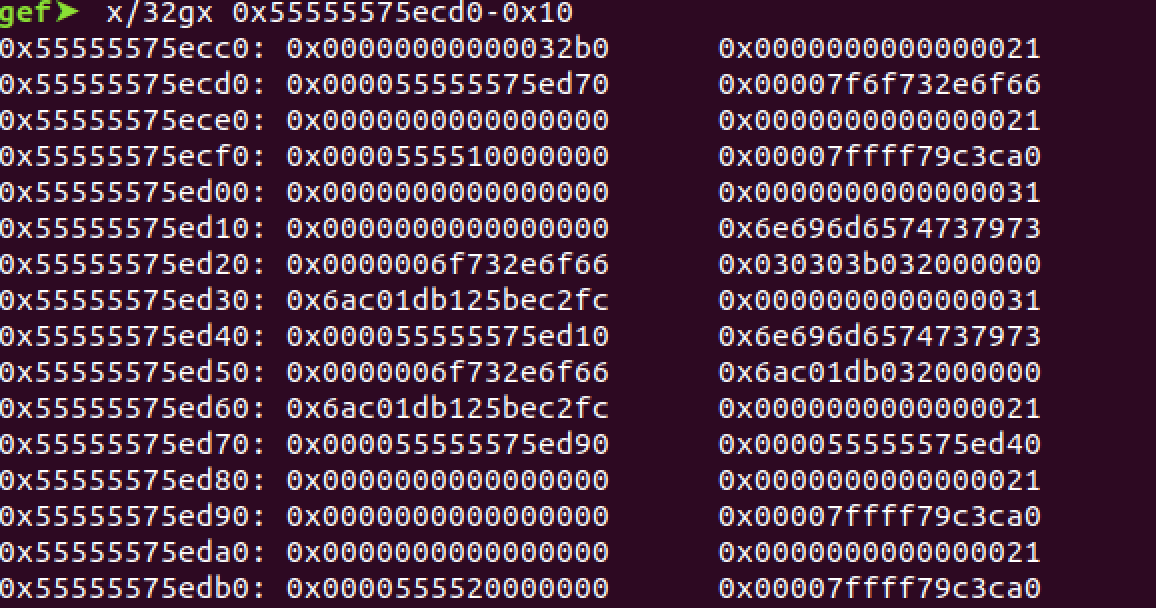 gef➤  x/32gx 0x55555575ecd0-0x10
0x55555575ecc0: 0x00000000000032b0 0x0000000000000021
0x55555575ecd0: 0x000055555575ed70 0x00007f6f732e6f66
0x55555575ece0: 0x0000000000000000 0x0000000000000021
0x55555575ecf0: 0x0000555510000000 0x00007ffff79c3ca0
0x55555575ed00: 0x0000000000000000 0x0000000000000031
0x55555575ed10: 0x0000000000000000 0x6e696d6574737973
0x55555575ed20: 0x0000006f732e6f66 0x030303b032000000
0x55555575ed30: 0x6ac01db125bec2fc 0x0000000000000031
0x55555575ed40: 0x000055555575ed10 0x6e696d6574737973
0x55555575ed50: 0x0000006f732e6f66 0x6ac01db032000000
0x55555575ed60: 0x6ac01db125bec2fc 0x0000000000000021
0x55555575ed70: 0x000055555575ed90 0x000055555575ed40
0x55555575ed80: 0x0000000000000000 0x0000000000000021
0x55555575ed90: 0x0000000000000000 0x00007ffff79c3ca0
0x55555575eda0: 0x0000000000000000 0x0000000000000021
0x55555575edb0: 0x0000555520000000 0x00007ffff79c3ca0